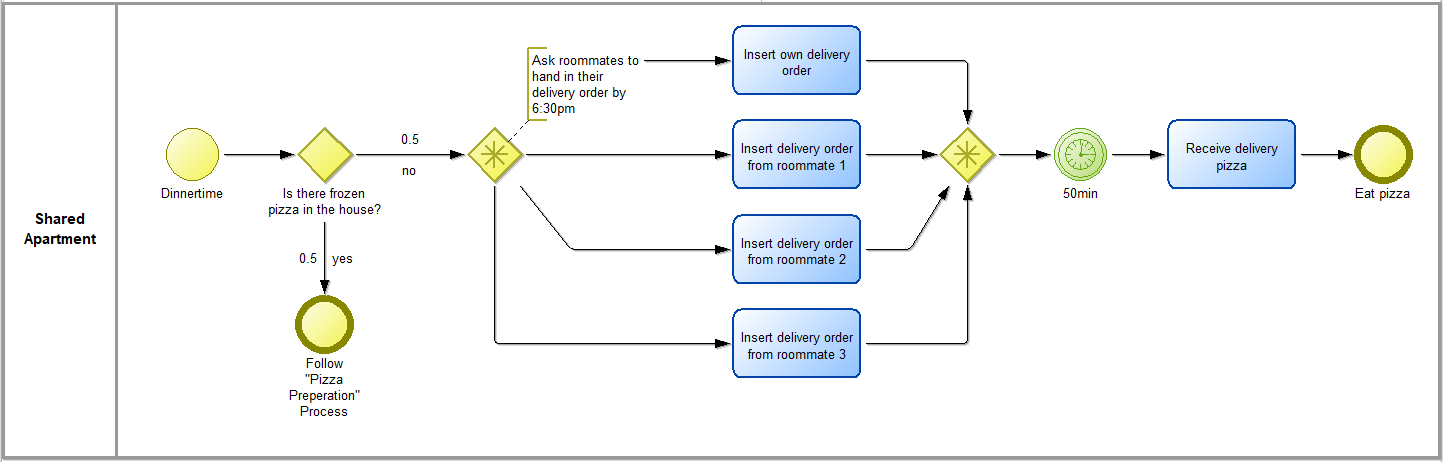 Shared
Apartment
Dinnertime
Is there frozen
pizza in the house?
0.5
no
0.5 yes
Follow
"Pizza
Preperation"
Process
Ask roommates to
hand in their
delivery order by
6:30pm
Insert own delivery
order
Insert delivery order
from roommate 1
Insert delivery order
from roommate 2
Insert delivery order
from roommate 3
50min
Receive delivery
pizza
Eat pizza